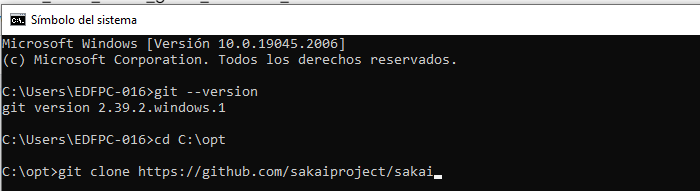 Símbolo del sistema
Microsoft Windows [Versión 10.0.19045.2006]
(c) Microsoft Corporation. Todos los derechos reservados.
C:\Users\EDFPC-016>git --version
git version 2.39.2.windows.1
C:\Users\EDFPC-016>cd C:\opt
C:\opt>git clone https://github.com/sakaiproject/sakai